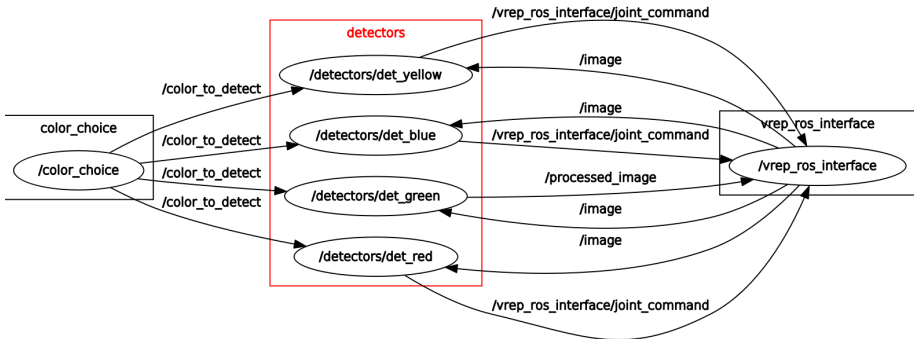 /vrep_ros_interface/joint_command
detectors
/image
/detectors/det_yellow
/color_to_detect
/image
color_choice
vrep_ros_interface
/color_to_detect
/detectors/det_blue
/vrep_ros_interface/joint_command
/color_choice
/vrep_ros_interface
/color_to_detect
/processed_image
/detectors/det_green
/color_to_detect
/image
/image
/detectors/det_red
/vrep_ros_interface/joint_command